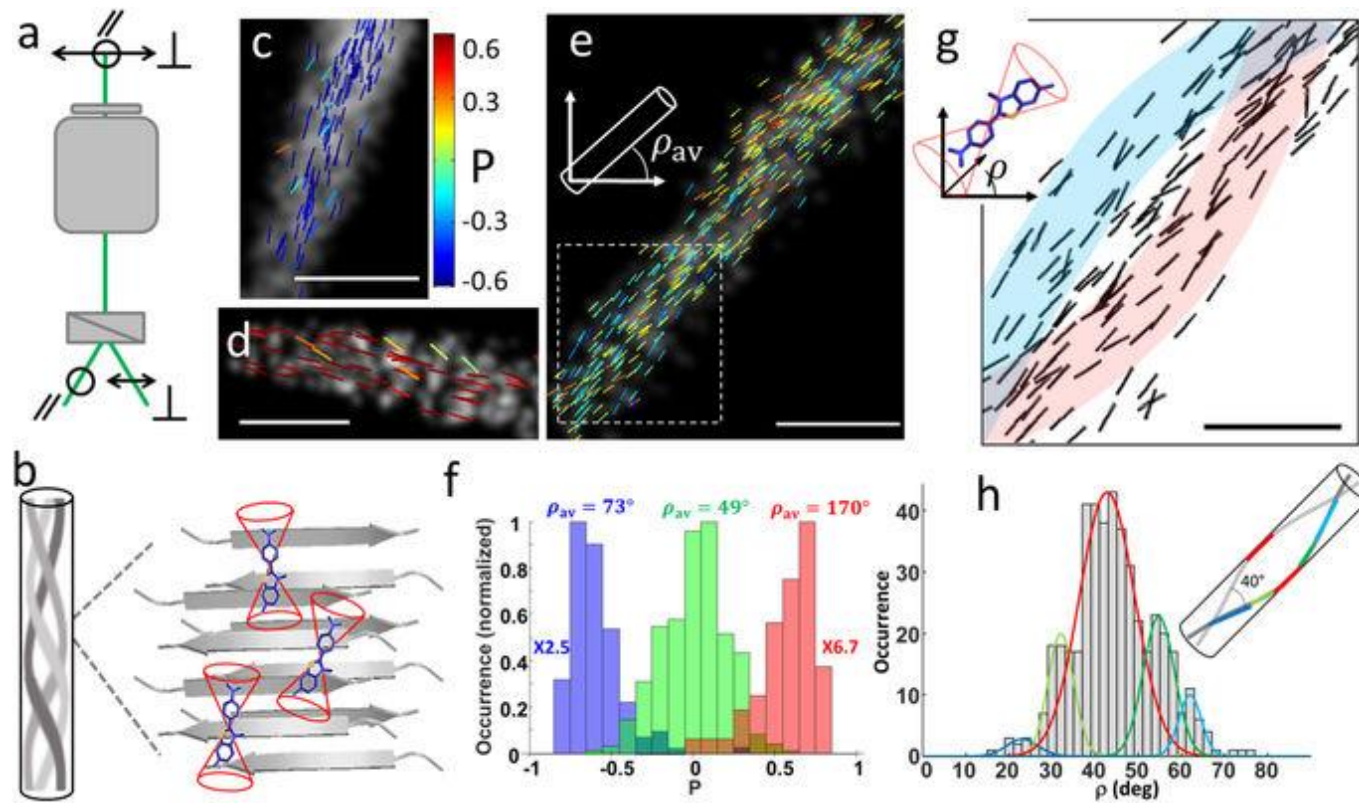 a
//
⊥
//
⊥
b
c
0.6
0.3
P
-0.3
-0.6
d
e
ρav
f
ρav = 73°
ρav = 49°
ρav = 170°
Occurrence (normalized)
1
0.8
0.6
0.4
0.2
0
X2.5
X6.7
-1
-0.5
0
0.5
1
P
g
ρ
h
40°
Occurrence
40
30
20
10
0
0
10
20
30
40
50
60
70
80
ρ (deg)